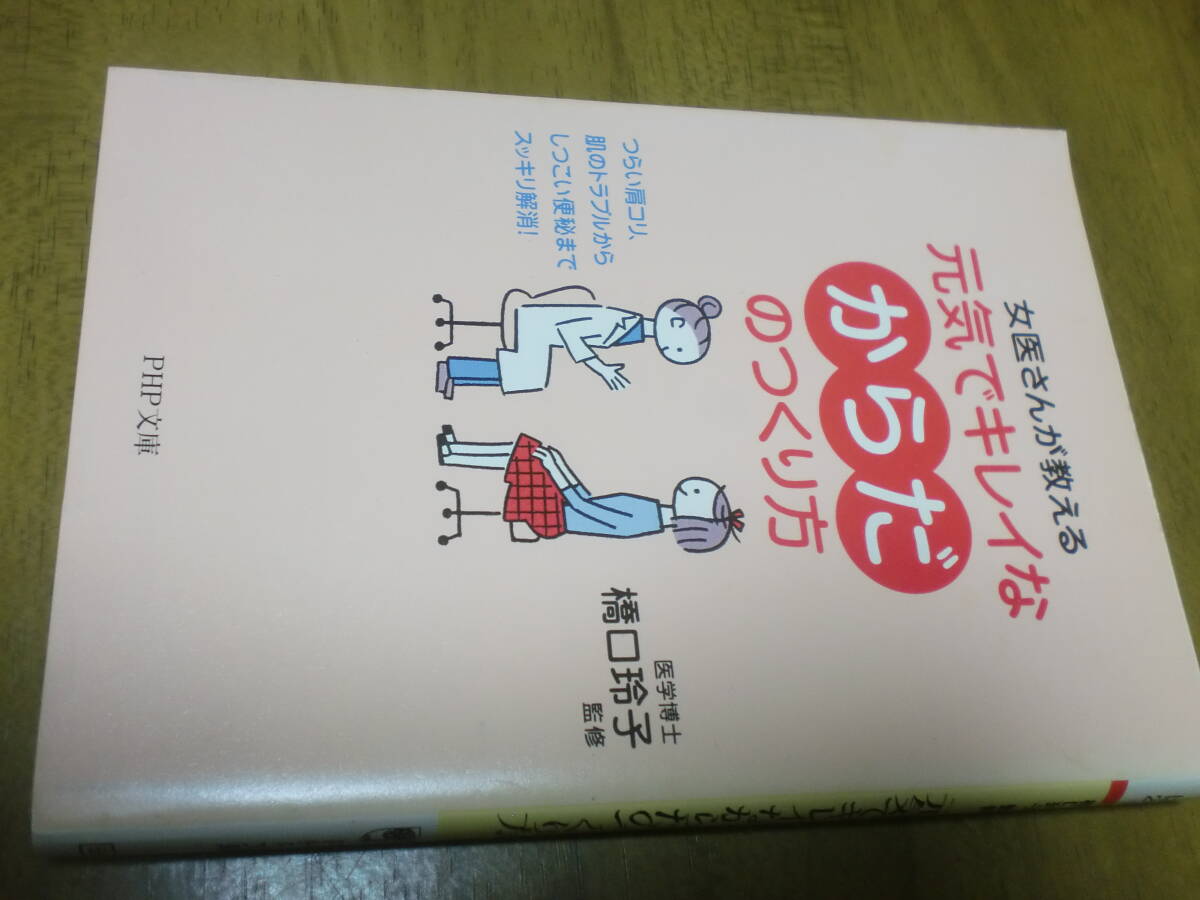 女医さんが教える
元気でキレイな
からだ
のつくり方
つらい肩コリ、
肌のトラブルから
しつこい便秘まで
スッキリ解消!
医学博士
橋口玲子
監修
PHP文庫